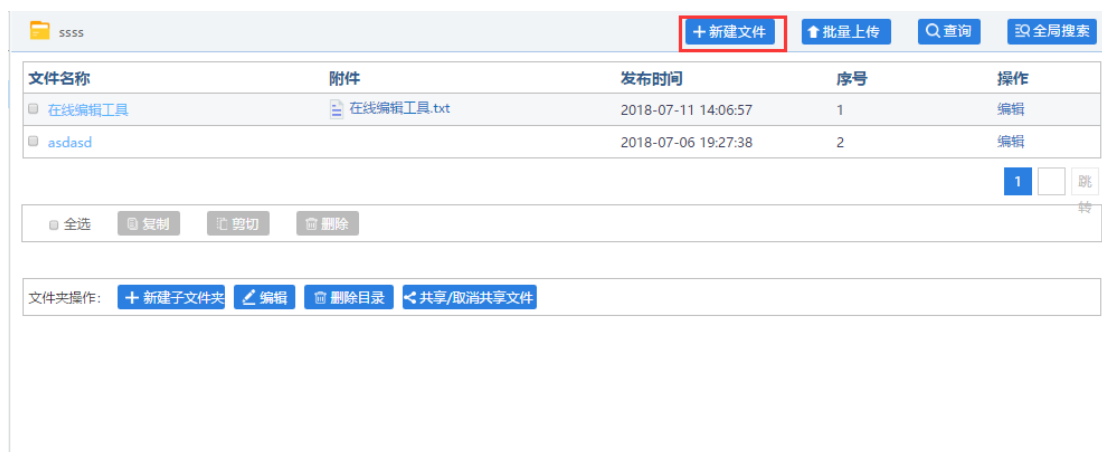 ssss 新建文件 批量上传 查询 全局搜索
文件名称 附件 发布时间 序号 操作
在线编辑工具 在线编辑工具.txt 2018-07-11 14:06:57 1 编辑
asdasd 2018-07-06 19:27:38 2 编辑
1 跳
转
全选 复制 剪切 删除
文件夹操作: 新建子文件夹 编辑 删除目录 共享/取消共享文件